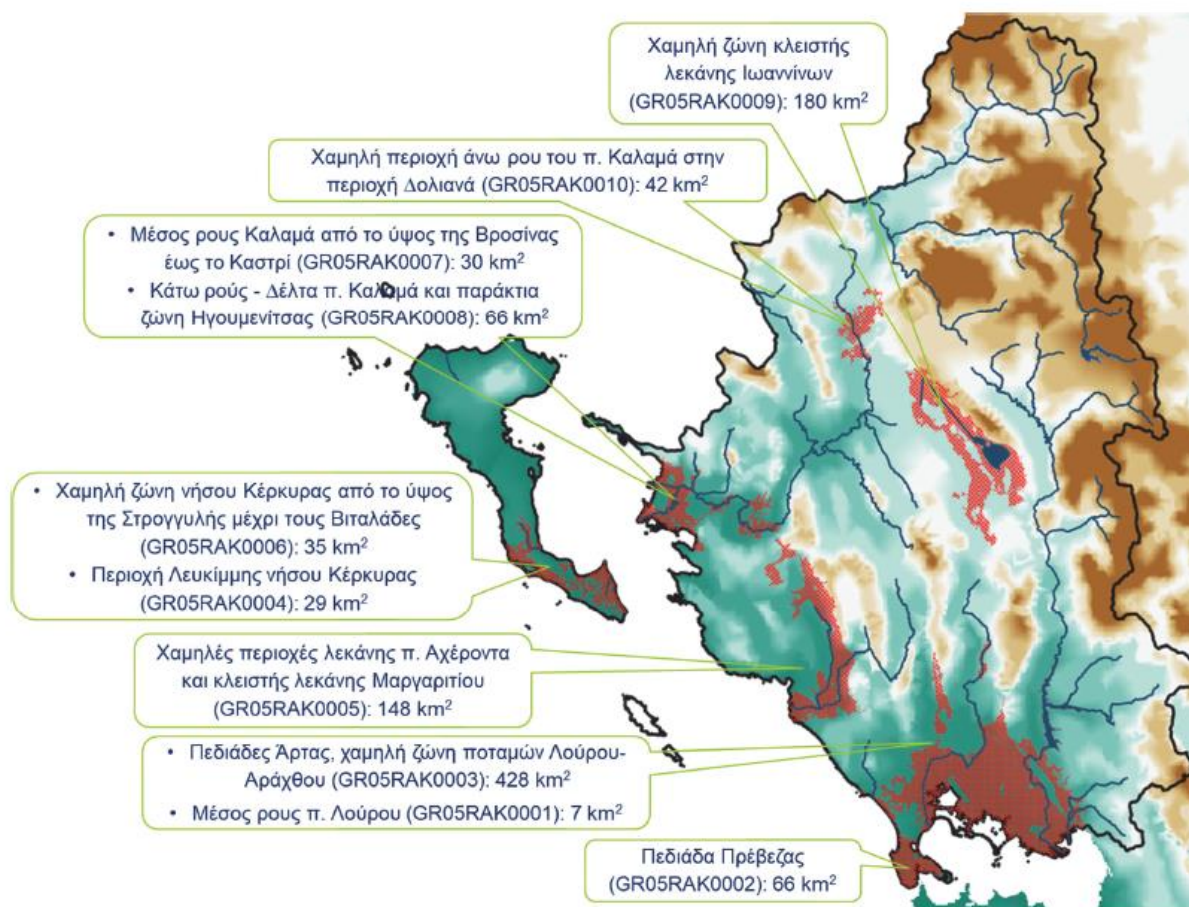 Χαμηλή ζώνη κλειστής
λεκάνης Ιωαννίνων
(GR05RAK0009): 180 km²
Χαμηλή περιοχή άνω ρου του π. Καλαμά στην
περιοχή Δολιανά (GR05RAK0010): 42 km²
• Μέσος ρους Καλαμά από το ύψος της Βροσίνας
έως το Καστρί (GR05RAK0007): 30 km²
• Κάτω ρούς - Δέλτα π. Καλαμά και παράκτια
ζώνη Ηγουμενίτσας (GR05RAK0008): 66 km²
• Χαμηλή ζώνη νήσου Κέρκυρας από το ύψος
της Στρογγυλής μέχρι τους Βιταλάδες
(GR05RAK0006): 35 km²
• Περιοχή Λευκίμμης νήσου Κέρκυρας
(GR05RAK0004): 29 km²
Χαμηλές περιοχές λεκάνης π. Αχέροντα
και κλειστής λεκάνης Μαργαριτίου
(GR05RAK0005): 148 km²
• Πεδιάδες Άρτας, χαμηλή ζώνη ποταμών Λούρου-
Αράχθου (GR05RAK0003): 428 km²
• Μέσος ρους π. Λούρου (GR05RAK0001): 7 km²
Πεδιάδα Πρέβεζας
(GR05RAK0002): 66 km²